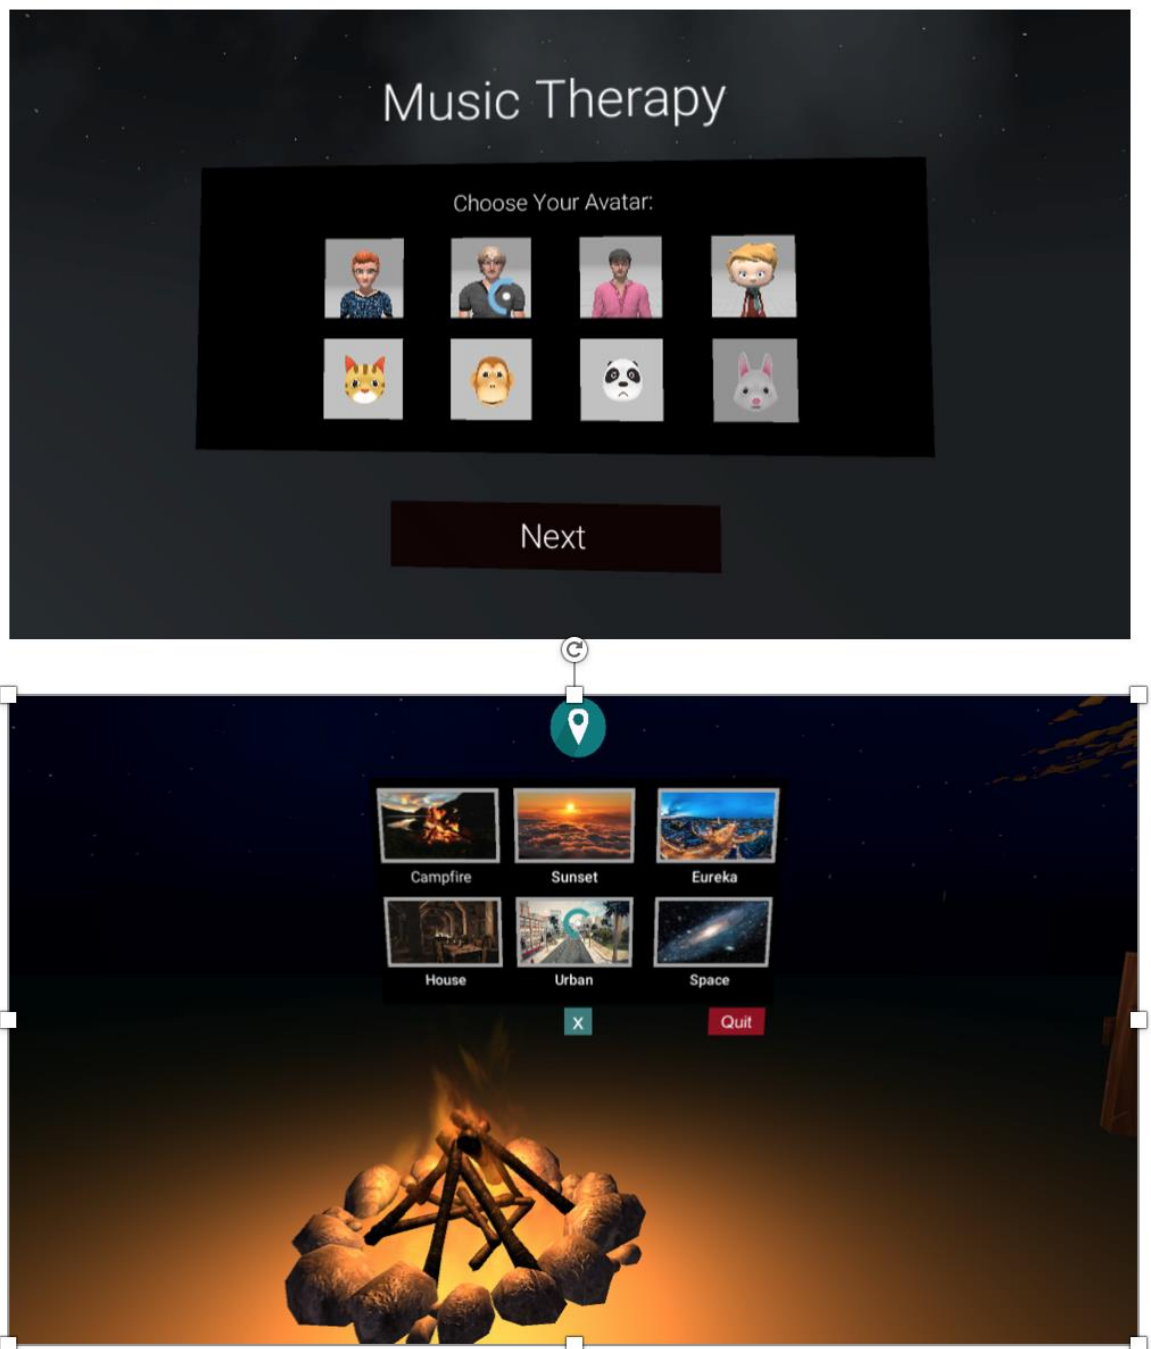 Music Therapy
Choose Your Avatar:
Next
Campfire Sunset Eureka
House Urban Space
X Quit